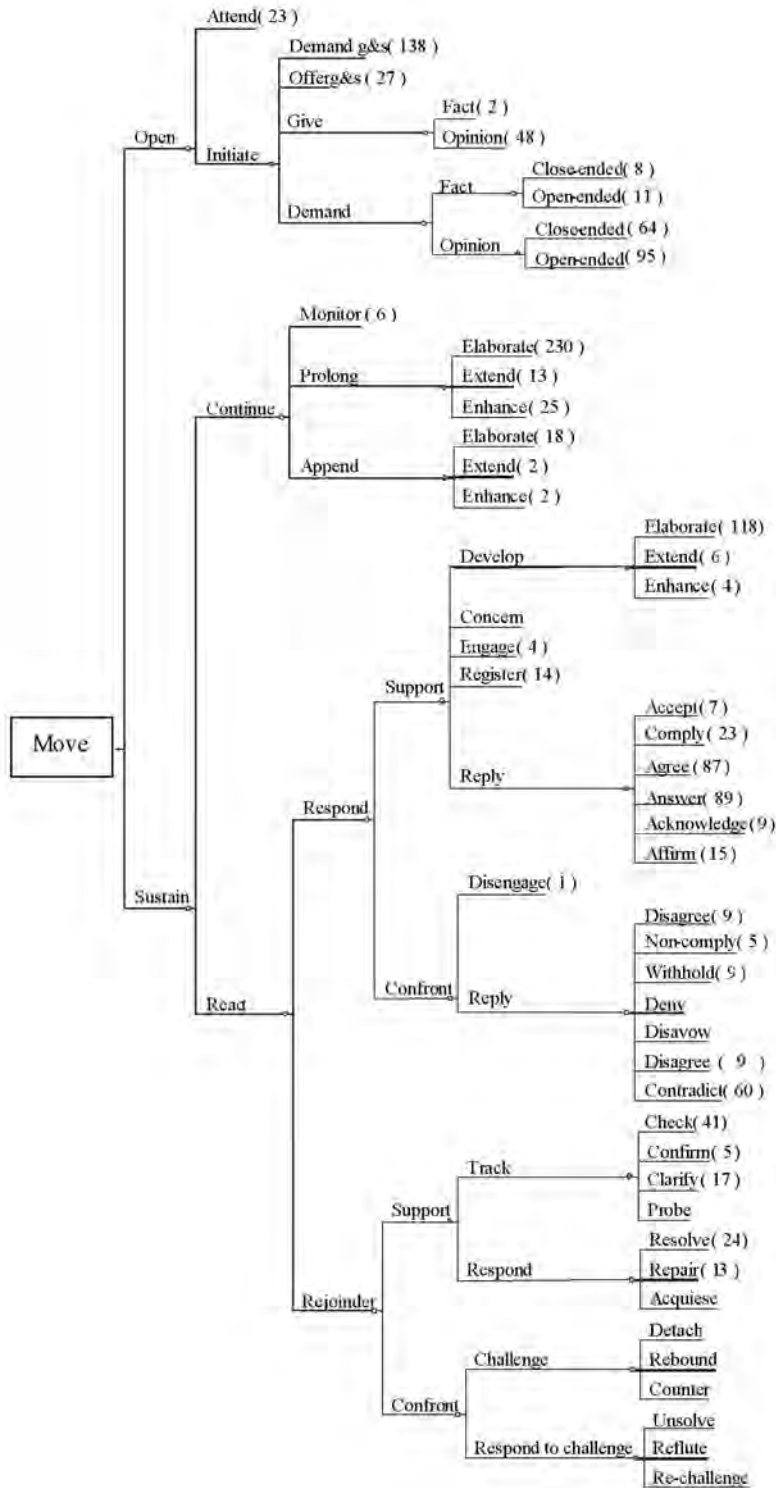 Attend( 23 )
Demand g&s( 138 )
Offerg&s ( 27 )
Fact( 2 )
Give
Opinion( 48 )
Open
Initiate
Close-ended( 8 )
Fact
Open-ended( 11 )
Demand
Close-ended( 64 )
Opinion
Open-ended( 95 )
Monitor ( 6 )
Elaborate( 230 )
Prolong
Extend( 13 )
Enhance( 25 )
Continue
Elaborate( 18 )
Append
Extend( 2 )
Enhance( 2 )
Elaborate( 118)
Develop
Extend( 6 )
Enhance( 4 )
Concern
Engage( 4 )
Support
Register( 14 )
Accept( 7 )
Move
Comply( 23 )
Reply
Agree( 87 )
Respond
Answer( 89 )
Acknowledge( 9 )
Affirm ( 15 )
Disengage( 1 )
Sustain
Disagree( 9 )
Non-comply( 5 )
Withhold( 9 )
Confront
Reply
Deny
React
Disavow
Disagree ( 9 )
Contradict( 60 )
Check( 41)
Track
Confirm( 5 )
Clarify( 17 )
Support
Probe
Resolve( 24)
Respond
Repair( 13 )
Rejoinder
Acquiese
Detach
Challenge
Rebound
Counter
Confront
Unsolve
Respond to challenge
Reflute
Re-challenge